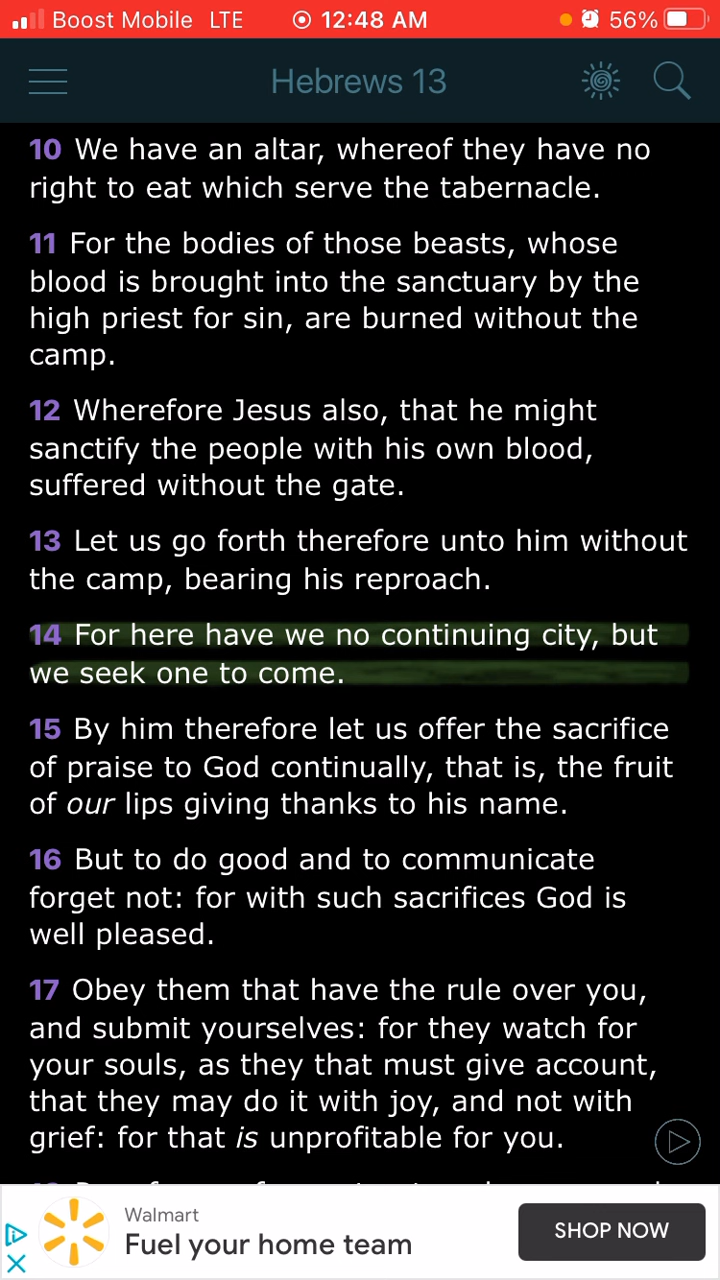 Boost Mobile LTE 12:48 AM 56%
Hebrews 13
10 We have an altar, whereof they have no
right to eat which serve the tabernacle.
11 For the bodies of those beasts, whose
blood is brought into the sanctuary by the
high priest for sin, are burned without the
camp.
12 Wherefore Jesus also, that he might
sanctify the people with his own blood,
suffered without the gate.
13 Let us go forth therefore unto him without
the camp, bearing his reproach.
14 For here have we no continuing city, but
we seek one to come.
15 By him therefore let us offer the sacrifice
of praise to God continually, that is, the fruit
of our lips giving thanks to his name.
16 But to do good and to communicate
forget not: for with such sacrifices God is
well pleased.
17 Obey them that have the rule over you,
and submit yourselves: for they watch for
your souls, as they that must give account,
that they may do it with joy, and not with
grief: for that is unprofitable for you.
Walmart
Fuel your home team
SHOP NOW